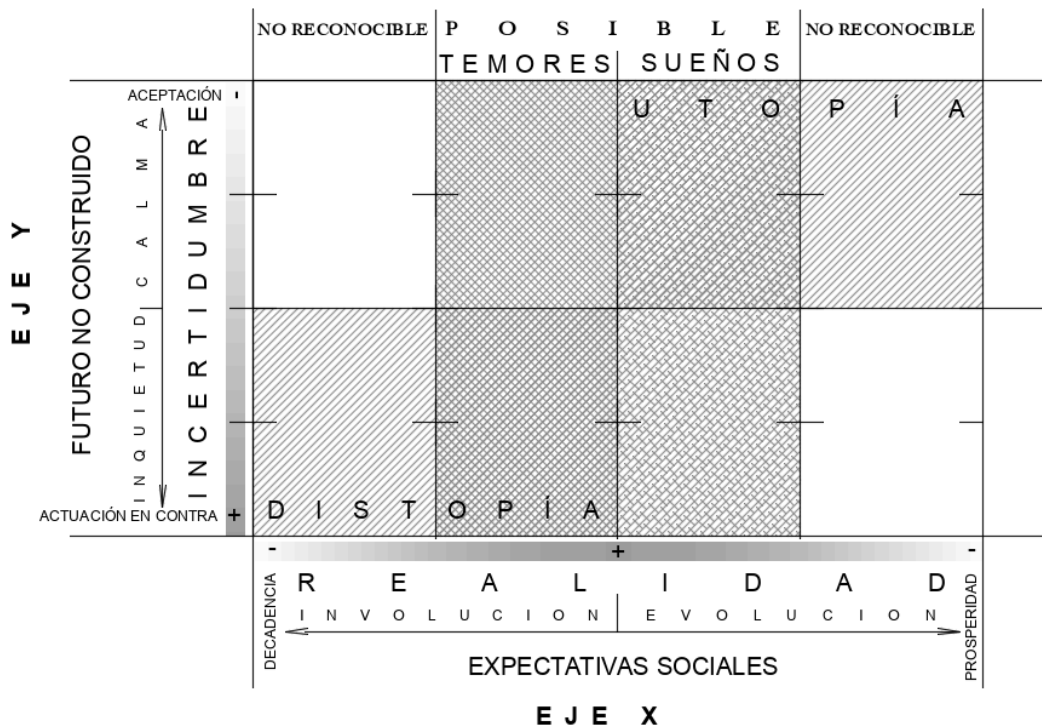 NO RECONOCIBLE
POSIBLE
NO RECONOCIBLE
TEMORES
SUEÑOS
EJE Y
FUTURO NO CONSTRUIDO
ACEPTACIÓN
-
INQUIETUD CALMA
INCERTIDUMBRE
ACTUACIÓN EN CONTRA
+
UTOPÍA
DISTOPÍA
- + -
DECADENCIA
REALIDAD
INVOLUCION
EVOLUCION
PROSPERIDAD
EXPECTATIVAS SOCIALES
EJE X